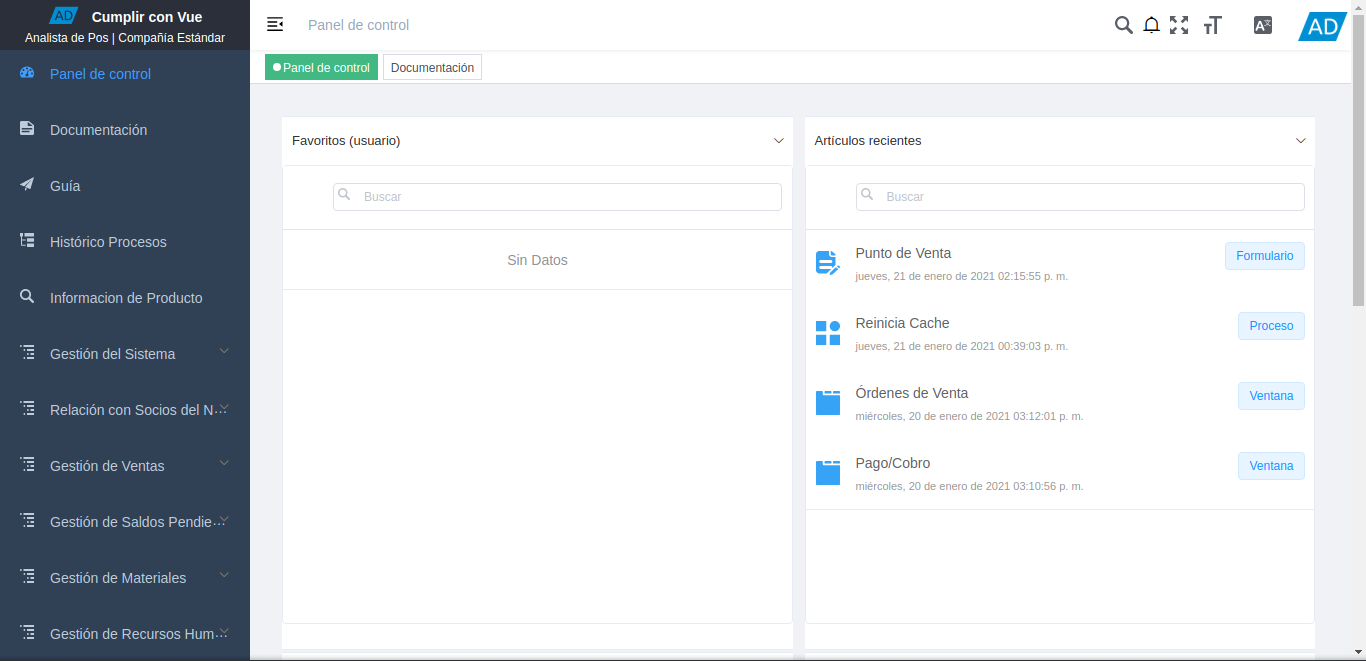 AD Cumplir con Vue
Analista de Pos | Compañía Estándar
Panel de control
Documentación
Guía
Histórico Procesos
Informacion de Producto
Gestión del Sistema
Relación con Socios del N...
Gestión de Ventas
Gestión de Saldos Pendie...
Gestión de Materiales
Gestión de Recursos Hum...
Panel de control
AD
Panel de control
Documentación
Favoritos (usuario)
Buscar
Sin Datos
Artículos recientes
Buscar
Punto de Venta
Formulario
jueves, 21 de enero de 2021 02:15:55 p. m.
Reinicia Cache
Proceso
jueves, 21 de enero de 2021 00:39:03 p. m.
Órdenes de Venta
Ventana
miércoles, 20 de enero de 2021 03:12:01 p. m.
Pago/Cobro
Ventana
miércoles, 20 de enero de 2021 03:10:56 p. m.